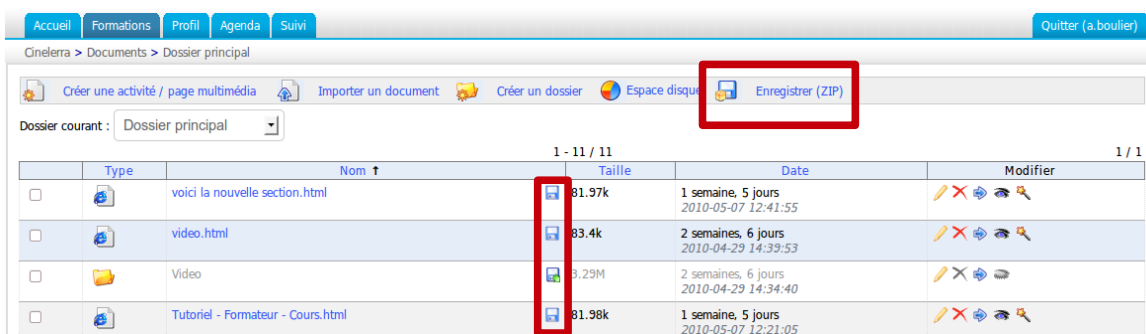 Accueil Formations Profil Agenda Suivi Quitter (a.boulier)
Cinelerra > Documents > Dossier principal
Créer une activité / page multimédia Importer un document Créer un dossier Espace disque Enregistrer (ZIP)
Dossier courant : Dossier principal
1 - 11 / 11 1 / 1
Type Nom ↑ Taille Date Modifier
voici la nouvelle section.html 81.97k 1 semaine, 5 jours
2010-05-07 12:41:55
video.html 83.4k 2 semaines, 6 jours
2010-04-29 14:39:53
Video 3.29M 2 semaines, 6 jours
2010-04-29 14:34:40
Tutoriel - Formateur - Cours.html 81.98k 1 semaine, 5 jours
2010-05-07 12:21:05